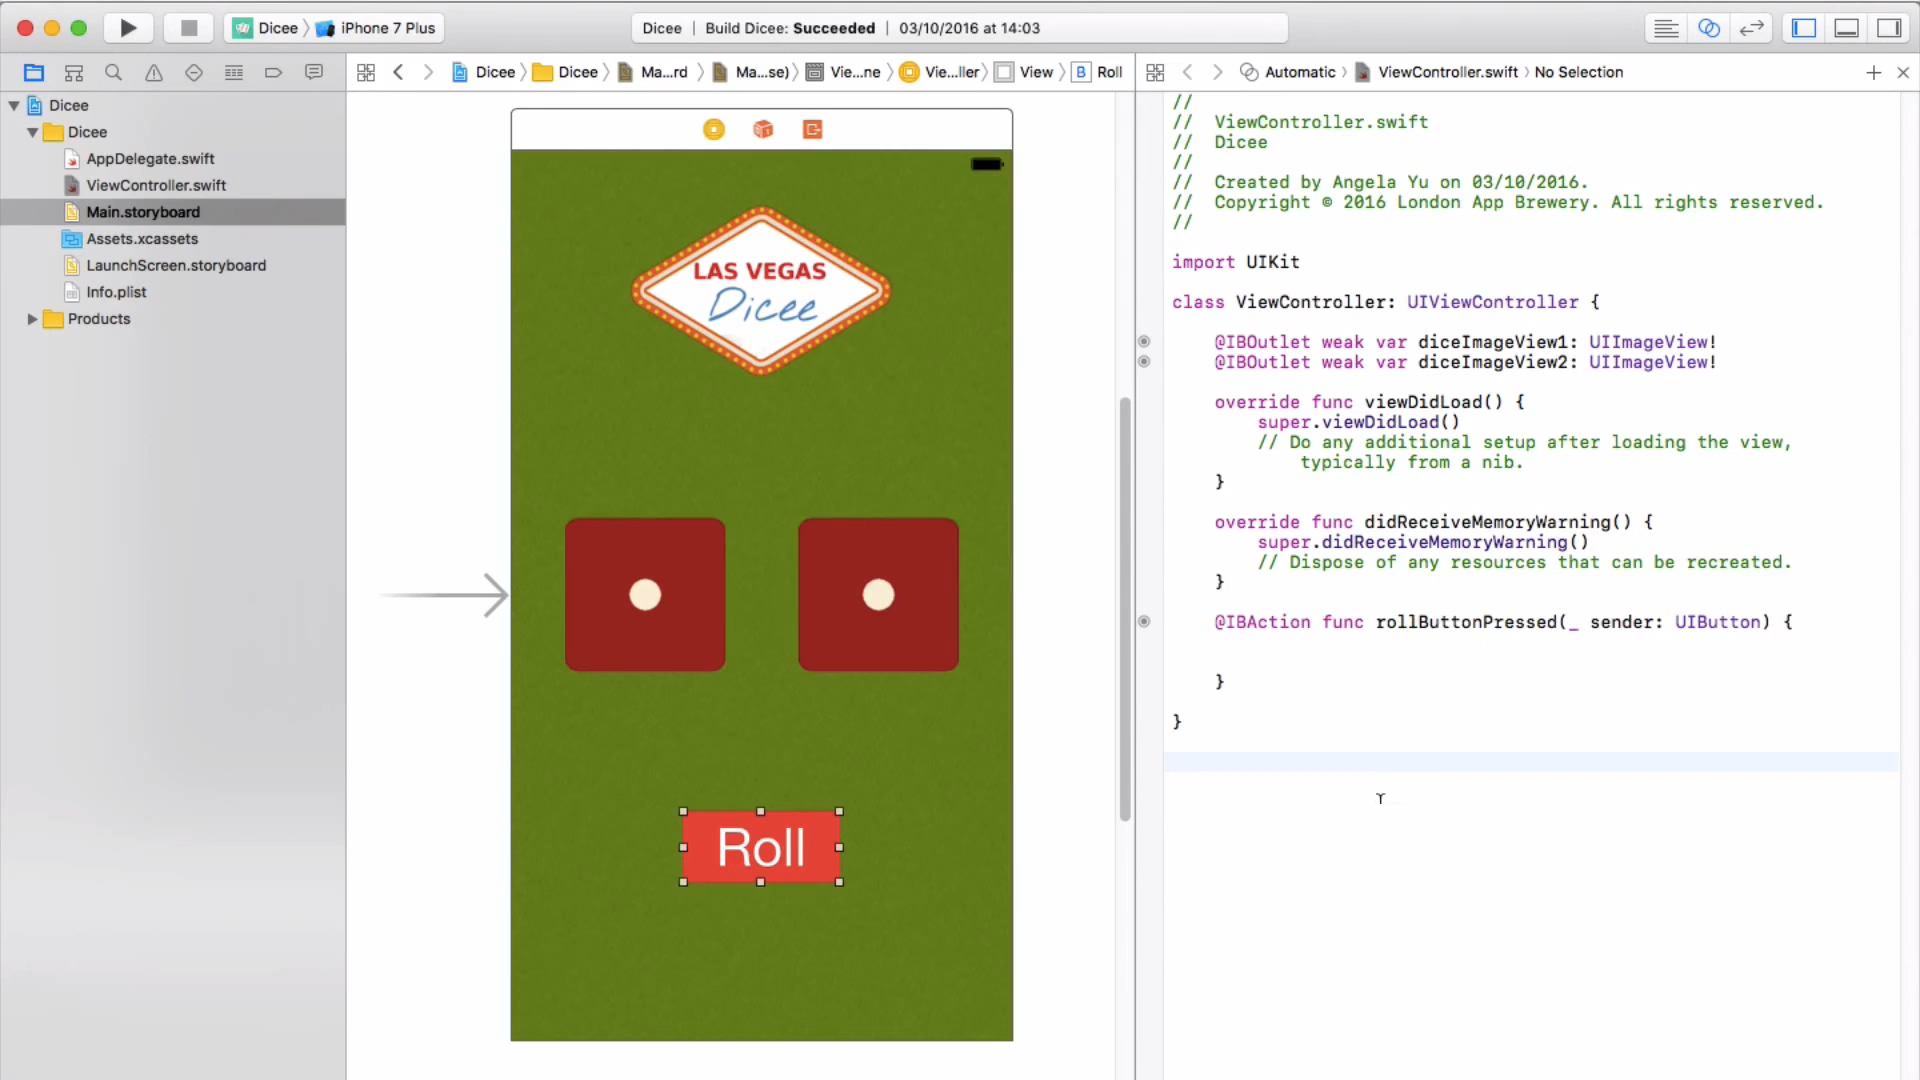 Dicee
iPhone 7 Plus
Dicee | Build Dicee: Succeeded | 03/10/2016 at 14:03
Dicee
Dicee
Ma...rd
Ma...se)
Vie...ne
Vie...ller
View
B Roll
Automatic
ViewController.swift
No Selection
Dicee
Dicee
AppDelegate.swift
ViewController.swift
Main.storyboard
Assets.xcassets
LaunchScreen.storyboard
Info.plist
Products
LAS VEGAS
Dicee
Roll
//
// ViewController.swift
// Dicee
//
// Created by Angela Yu on 03/10/2016.
// Copyright © 2016 London App Brewery. All rights reserved.
//
import UIKit
class ViewController: UIViewController {
@IBOutlet weak var diceImageView1: UIImageView!
@IBOutlet weak var diceImageView2: UIImageView!
override func viewDidLoad() {
super.viewDidLoad()
// Do any additional setup after loading the view,
typically from a nib.
}
override func didReceiveMemoryWarning() {
super.didReceiveMemoryWarning()
// Dispose of any resources that can be recreated.
}
@IBAction func rollButtonPressed(_ sender: UIButton) {
}
}